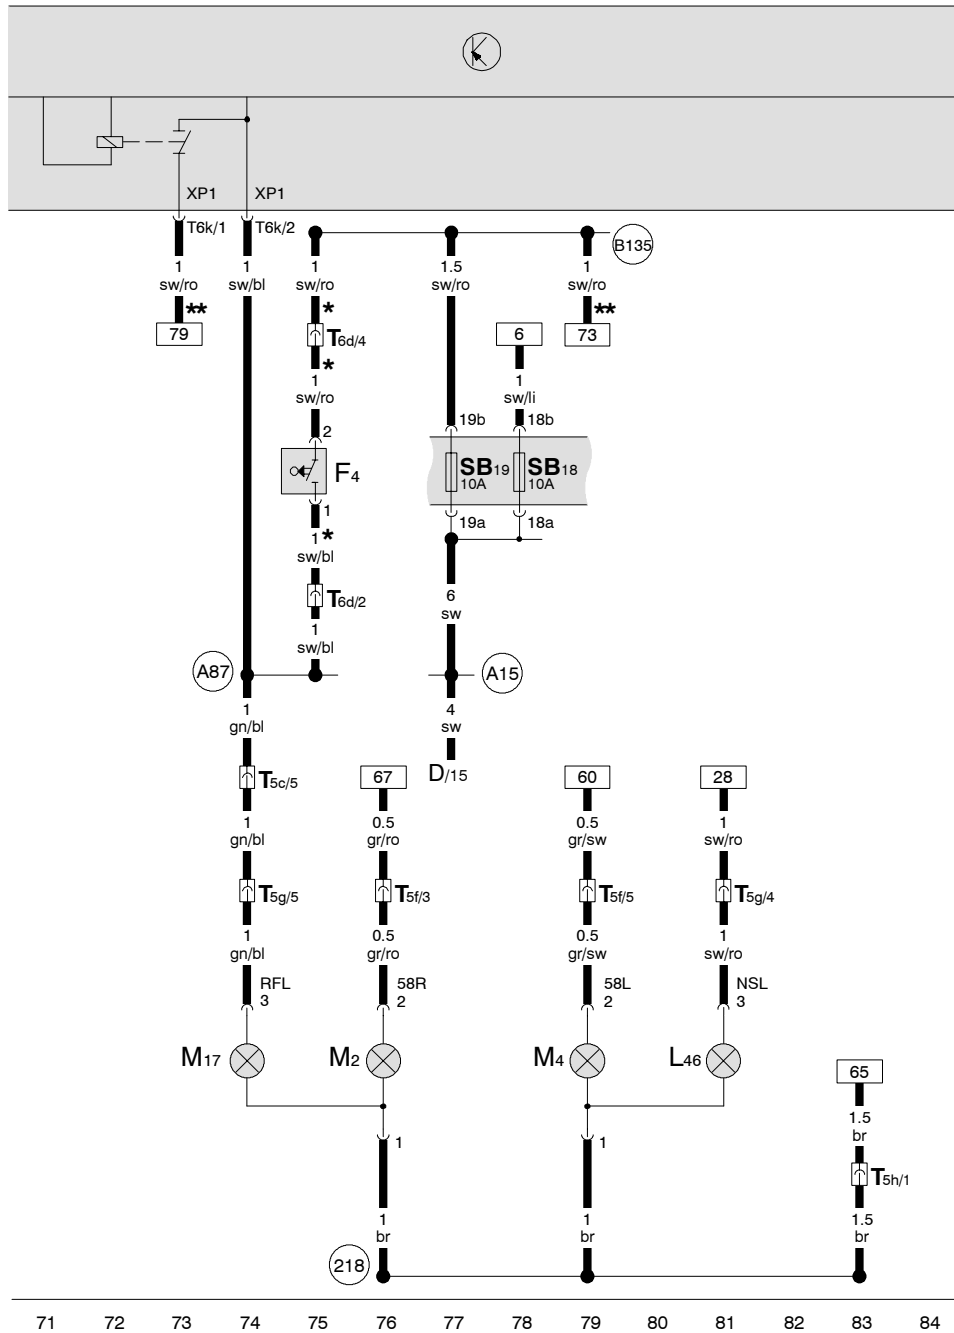 XP1 XP1
T6k/1 T6k/2
B135
1 1 1 1.5 1
sw/ro sw/bl sw/ro sw/ro sw/ro
** * **
79 T6d/4 6 73
* 1 1
sw/ro sw/li
2 19b 18b
F4 SB19 SB18
10A 10A
1 19a 18a
1 *
sw/bl
T6d/2 6
sw
1
sw/bl
A87 A15
1 4
gn/bl sw
T5c/5 67 D/15 60 28
1 0.5 0.5 1
gn/bl gr/ro gr/sw sw/ro
T5g/5 T5f/3 T5f/5 T5g/4
1 0.5 0.5 1
gn/bl gr/ro gr/sw sw/ro
RFL 58R 58L NSL
3 2 2 3
M17 M2 M4 L46
65
1.5
br
1 1
T5h/1
1 1 1.5
br br br
218
71 72 73 74 75 76 77 78 79 80 81 82 83 84